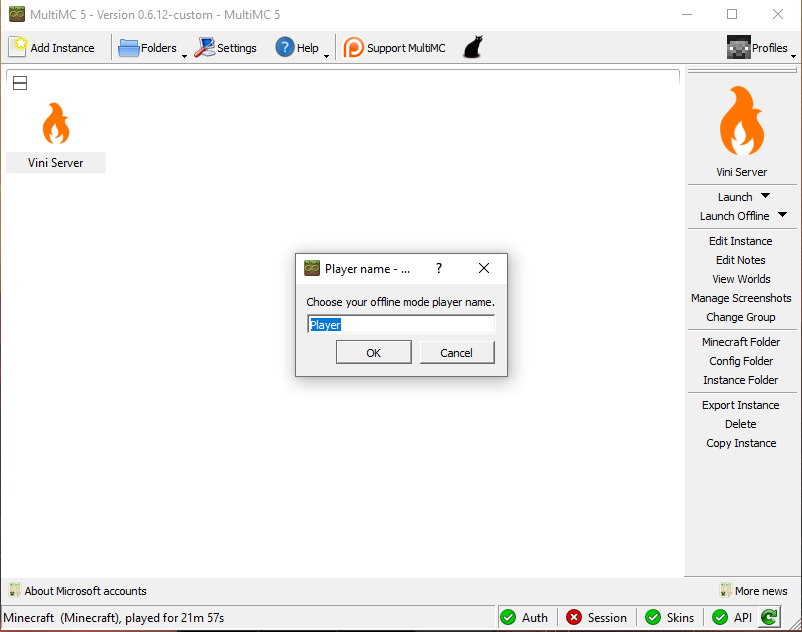 MultiMC 5 - Version 0.6.12-custom - MultiMC 5
Add Instance
Folders
Settings
Help
Support MultiMC
Profiles
Vini Server
Vini Server
Launch
Launch Offline
Edit Instance
Edit Notes
View Worlds
Manage Screenshots
Change Group
Minecraft Folder
Config Folder
Instance Folder
Export Instance
Delete
Copy Instance
Player name - ...
?
Choose your offline mode player name.
Player
OK
Cancel
About Microsoft accounts
More news
Minecraft (Minecraft), played for 21m 57s
Auth
Session
Skins
API